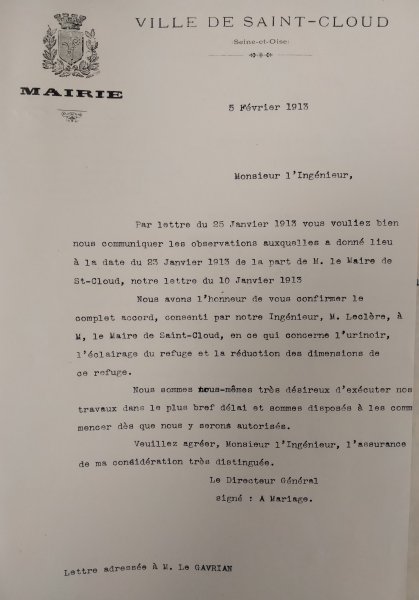 VILLE DE SAINT-CLOUD
(Seine-et-Oise)
MAIRIE
5 Février 1913
Monsieur l'Ingénieur,
Par lettre du 25 Janvier 1913 vous vouliez bien
nous communiquer les observations auxquelles a donné lieu
à la date du 23 Janvier 1913 de la part de M. le Maire de
St-Cloud, notre lettre du 10 Janvier 1913
Nous avons l'honneur de vous confirmer le
complet accord, consenti par notre Ingénieur, M. Leclère, à
M, le Maire de Saint-Cloud, en ce qui concerne l'urinoir,
l'éclairage du refuge et la réduction des dimensions de
ce refuge.
Nous sommes nous-mêmes très désireux d'exécuter nos
travaux dans le plus bref délai et sommes disposés à les comm
mencer dès que nous y serons autorisés.
Veuillez agréer, Monsieur l'Ingénieur, l'assurance
de ma considération très distinguée.
Le Directeur Général
signé : A Mariage.
Lettre adressée à M. Le GAVRIAN